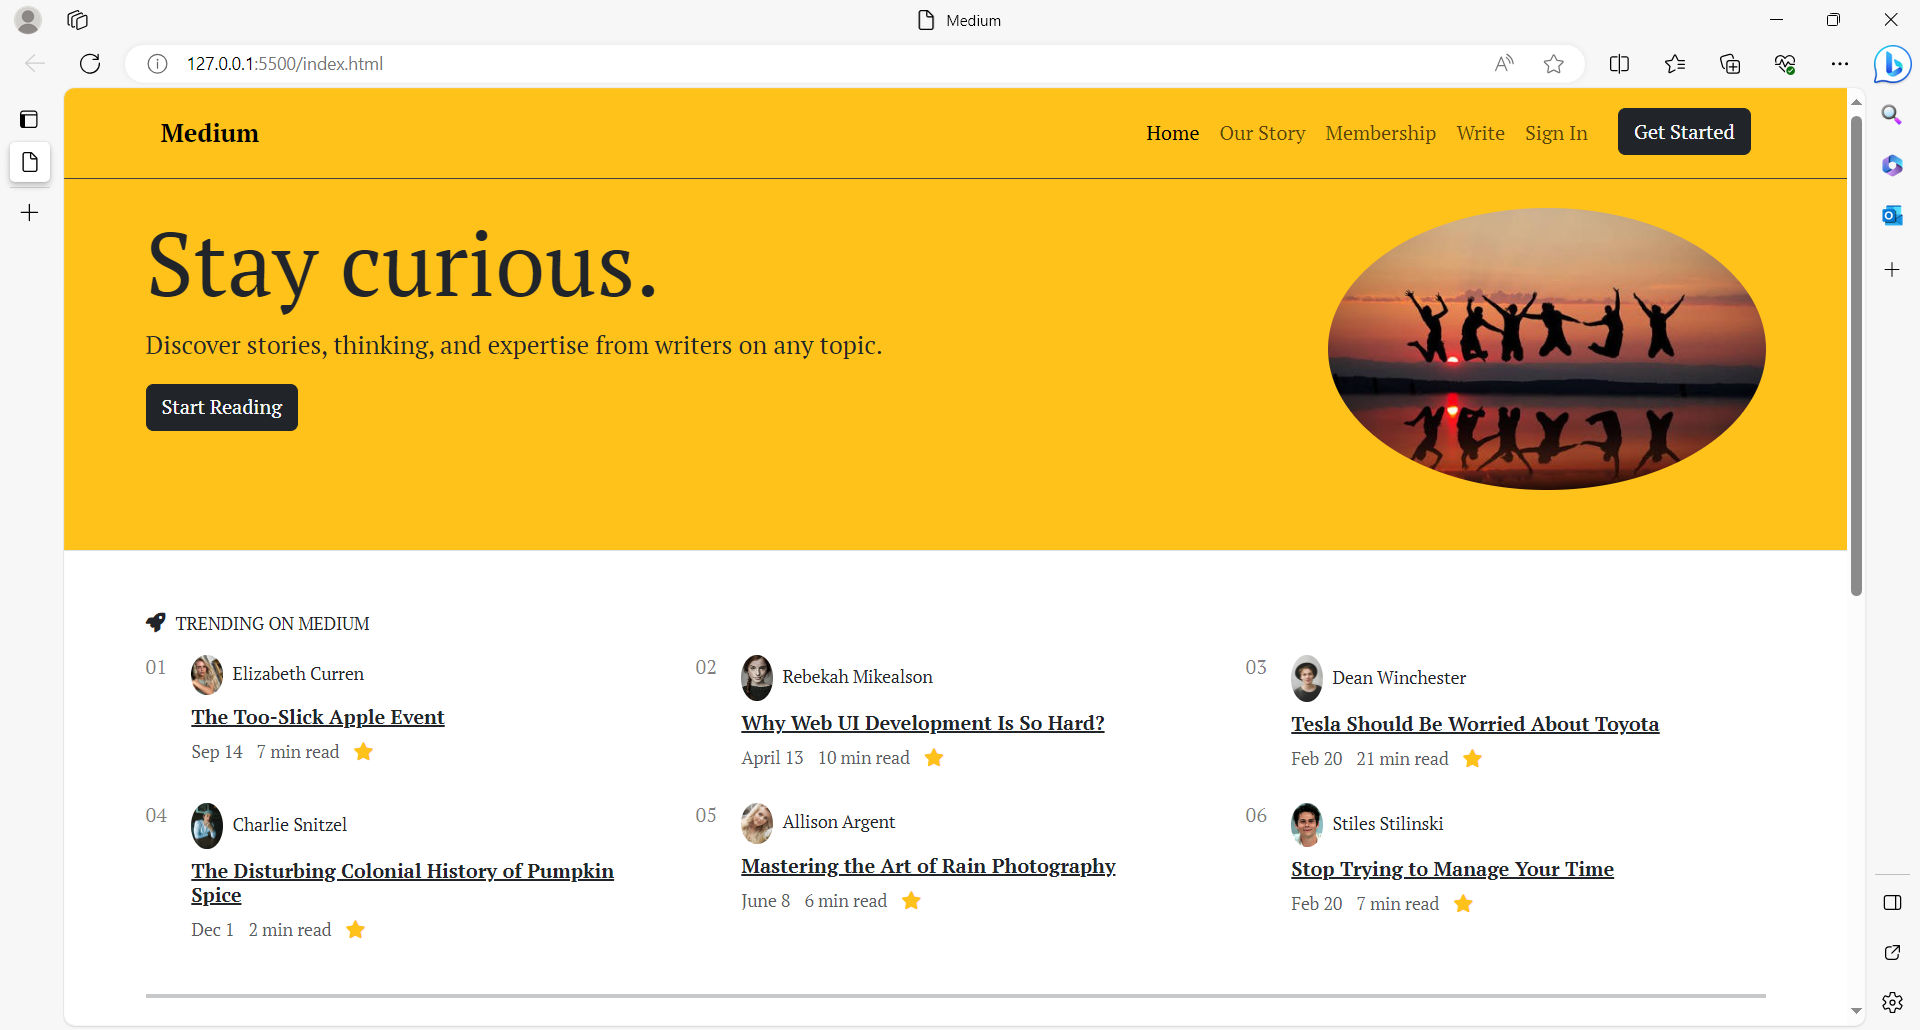 Medium
127.0.0.1:5500/index.html
Medium
Home Our Story Membership Write Sign In Get Started
Stay curious.
Discover stories, thinking, and expertise from writers on any topic.
Start Reading
TRENDING ON MEDIUM
01 Elizabeth Curren
The Too-Slick Apple Event
Sep 14 7 min read
02 Rebekah Mikealson
Why Web UI Development Is So Hard?
April 13 10 min read
03 Dean Winchester
Tesla Should Be Worried About Toyota
Feb 20 21 min read
04 Charlie Snitzel
The Disturbing Colonial History of Pumpkin
Spice
Dec 1 2 min read
05 Allison Argent
Mastering the Art of Rain Photography
June 8 6 min read
06 Stiles Stilinski
Stop Trying to Manage Your Time
Feb 20 7 min read